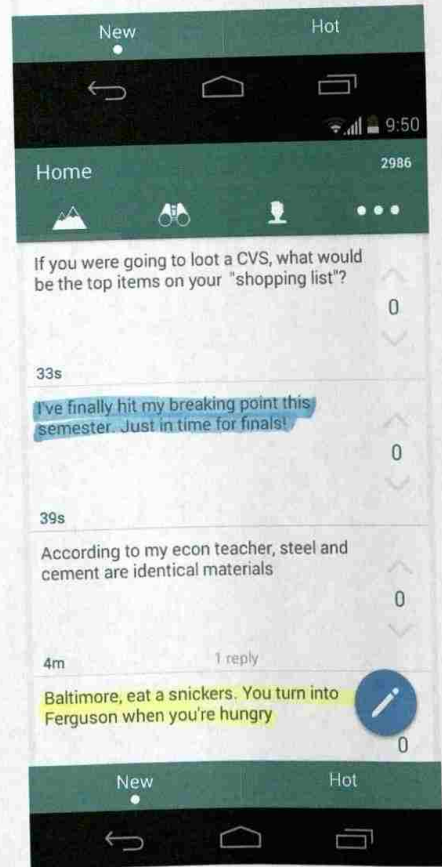 New Hot
9:50
Home 2986
If you were going to loot a CVS, what would
be the top items on your "shopping list"?
0
33s
I've finally hit my breaking point this
semester. Just in time for finals!
0
39s
According to my econ teacher, steel and
cement are identical materials
0
4m 1 reply
Baltimore, eat a snickers. You turn into
Ferguson when you're hungry
0
New Hot